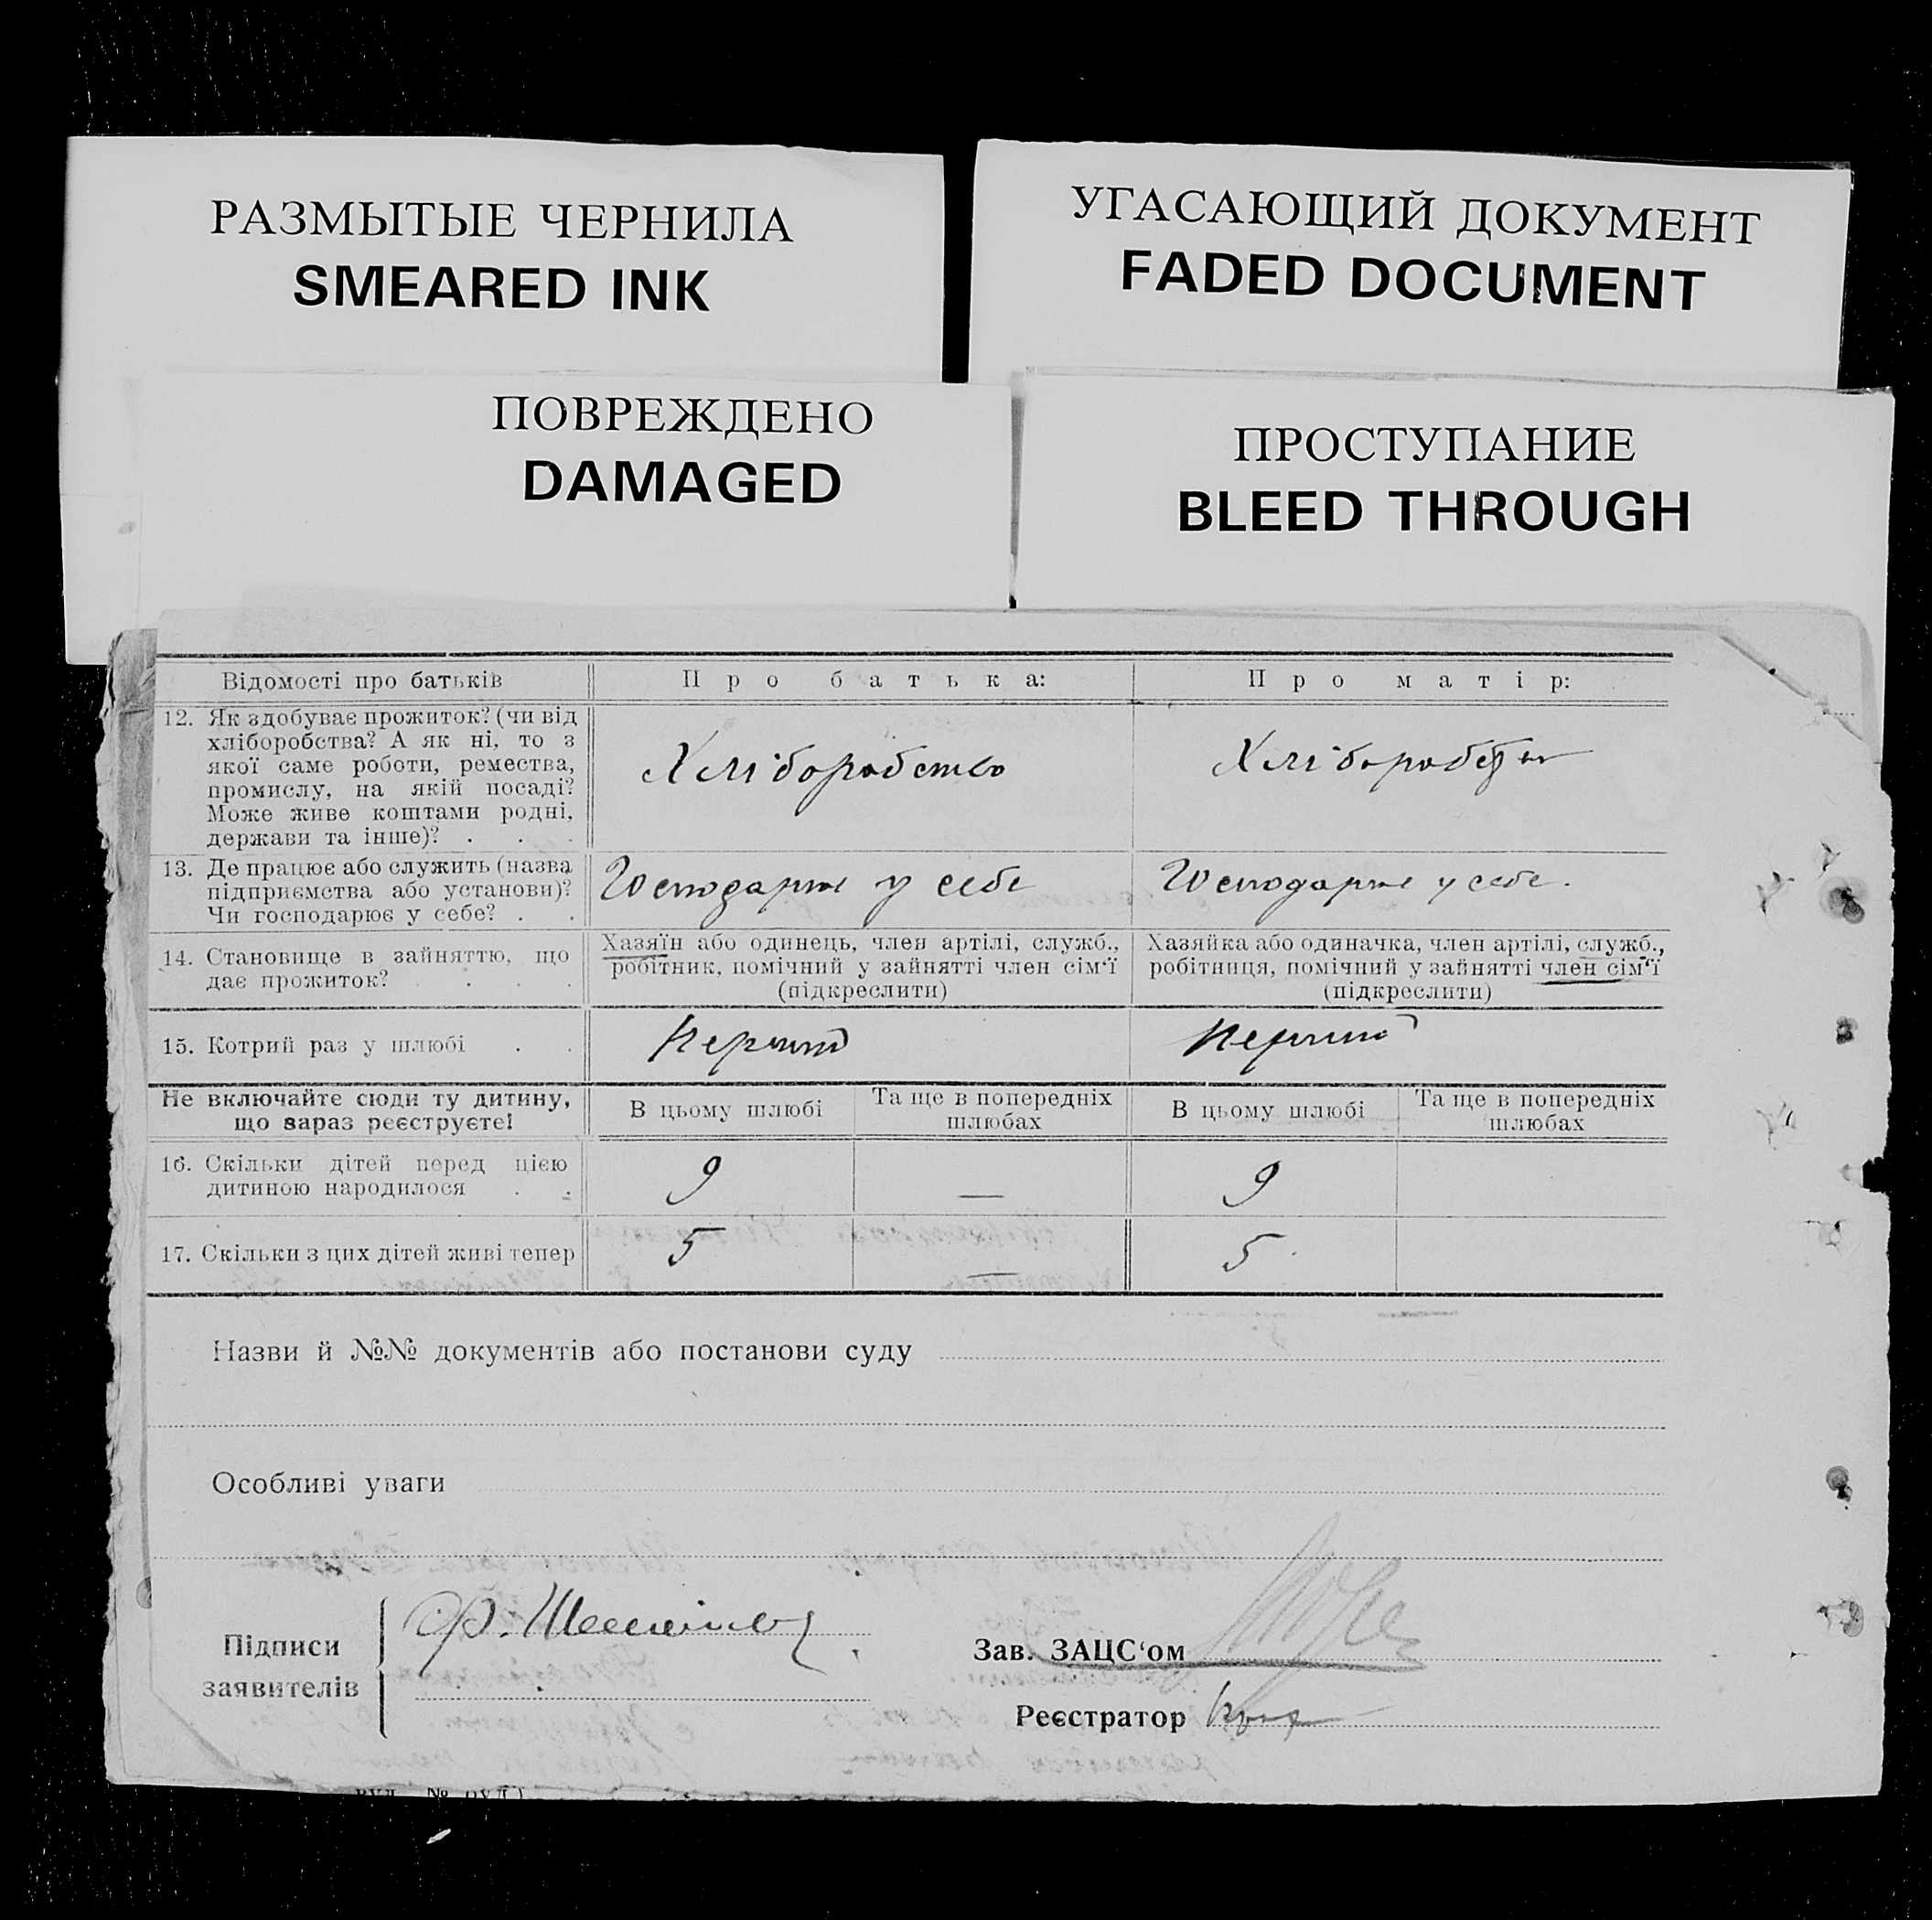 РАЗМЫТЫЕ ЧЕРНИЛА
SMEARED INK
УГАСАЮЩИЙ ДОКУМЕНТ
FADED DOCUMENT
ПОВРЕЖДЕНО
DAMAGED
ПРОСТУПАНИЕ
BLEED THROUGH
Відомості про батьків
Про батька:
Про матір:
12. Як здобуває прожиток? (чи від
хліборобства? А як ні, то з
якої саме роботи, ремества,
промислу, на якій посаді?
Може живе коштами родні,
держави та інше)? . . .
Хліборобство
Хліборобство
13. Де працює або служить (назва
підприємства або установи)?
Чи господарює у себе? . .
Господарює у себе
Господарює у себе.
14. Становище в зайняттю, що
дає прожиток? . . .
Хазяїн або одинець, член артілі, служб.,
робітник, помічний у зайнятті член сім'ї
(підкреслити)
Хазяйка або одиначка, член артілі, служб.,
робітниця, помічний у зайнятті член сім'ї
(підкреслити)
15. Котрий раз у шлюбі . .
Перший
Перший
Не включайте сюди ту дитину,
що зараз реєструєте!
В цьому шлюбі
Та ще в попередніх
шлюбах
В цьому шлюбі
Та ще в попередніх
шлюбах
16. Скільки дітей перед цією
дитиною народилося . .
9
—
9
17. Скільки з цих дітей живі тепер
5
—
5
Назви й №№ документів або постанови суду
Особливі уваги
Підписи
заявителів
Ф.
Зав. ЗАЦС'ом
Реєстратор
вул. № буд.)